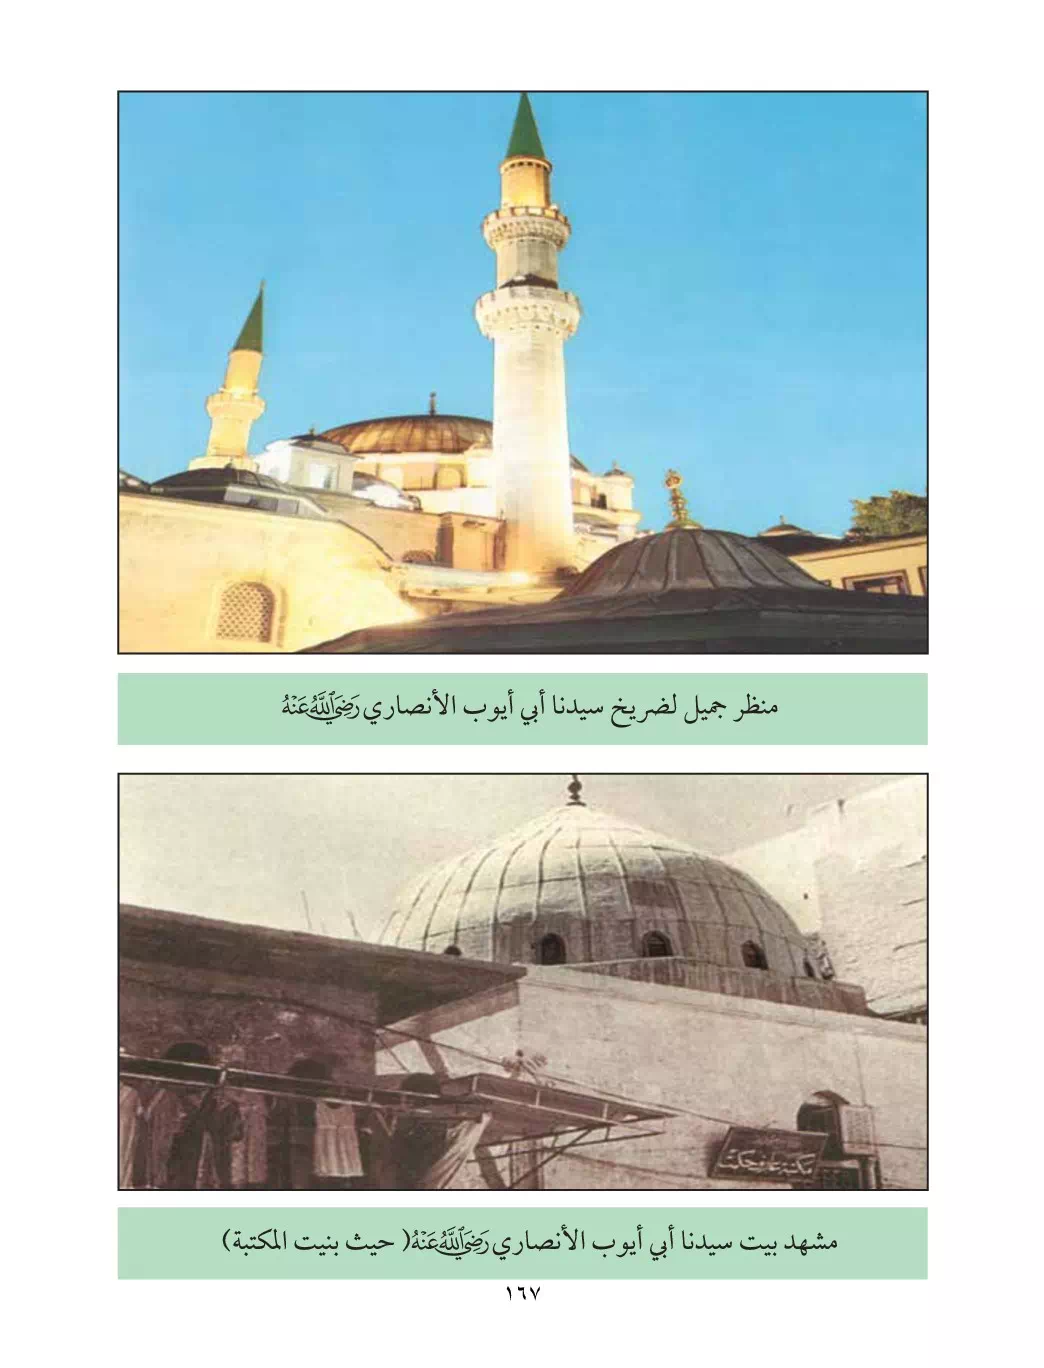 منظر جميل لضريح سيدنا أبي أيوب الأنصاري رَضِيَ اللَّهُ عَنْهُ
مكتبة عارف حكمت
مشهد بيت سيدنا أبي أيوب الأنصاري رَضِيَ اللَّهُ عَنْهُ ( حيث بنيت المكتبة)
١٦٧